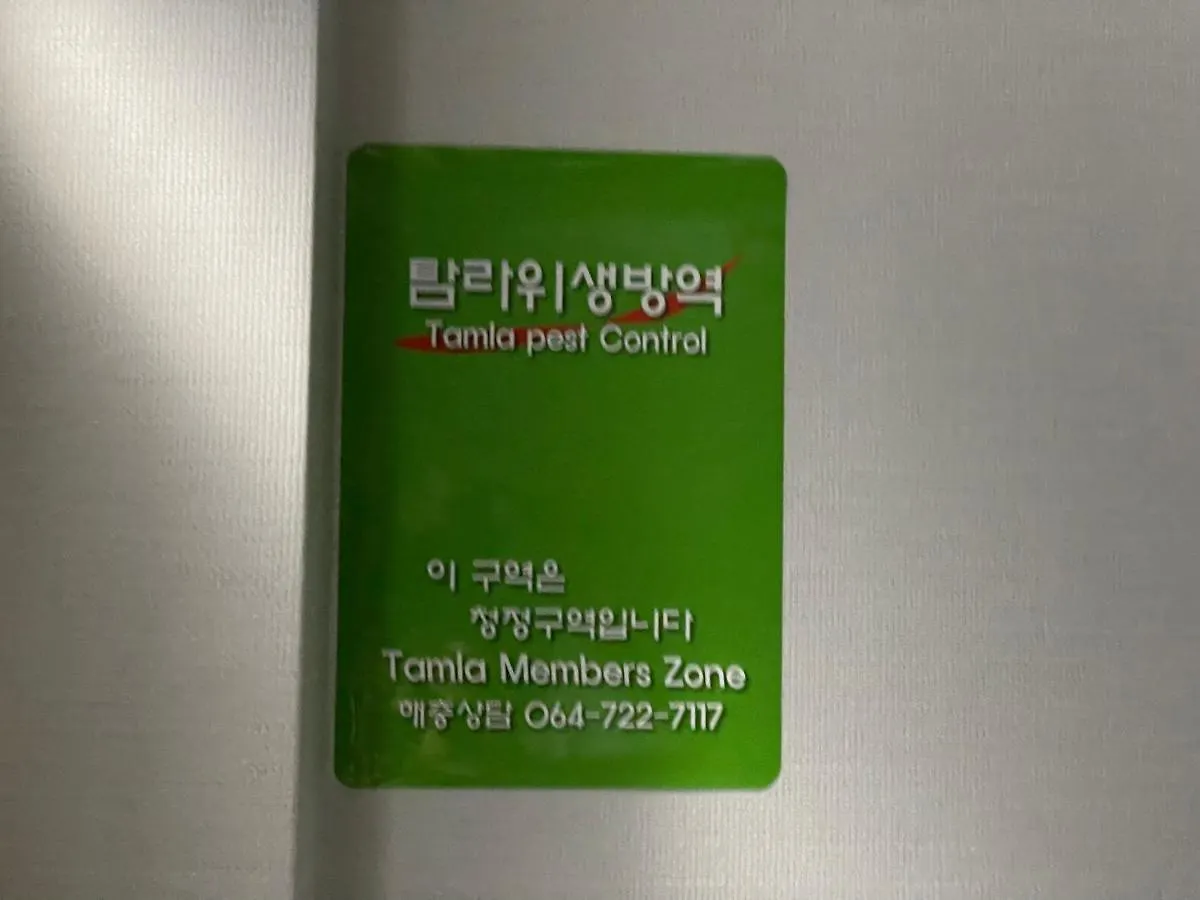 탐라위생방역
Tamla pest Control
이 구역은
청정구역입니다
Tamla Members Zone
해충상담 064-722-7117